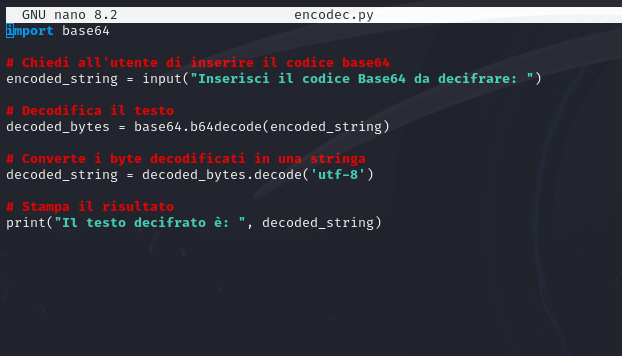 GNU nano 8.2 encodec.py
import base64
# Chiedi all'utente di inserire il codice base64
encoded_string = input("Inserisci il codice Base64 da decifrare: ")
# Decodifica il testo
decoded_bytes = base64.b64decode(encoded_string)
# Converte i byte decodificati in una stringa
decoded_string = decoded_bytes.decode('utf-8')
# Stampa il risultato
print("Il testo decifrato è: ", decoded_string)